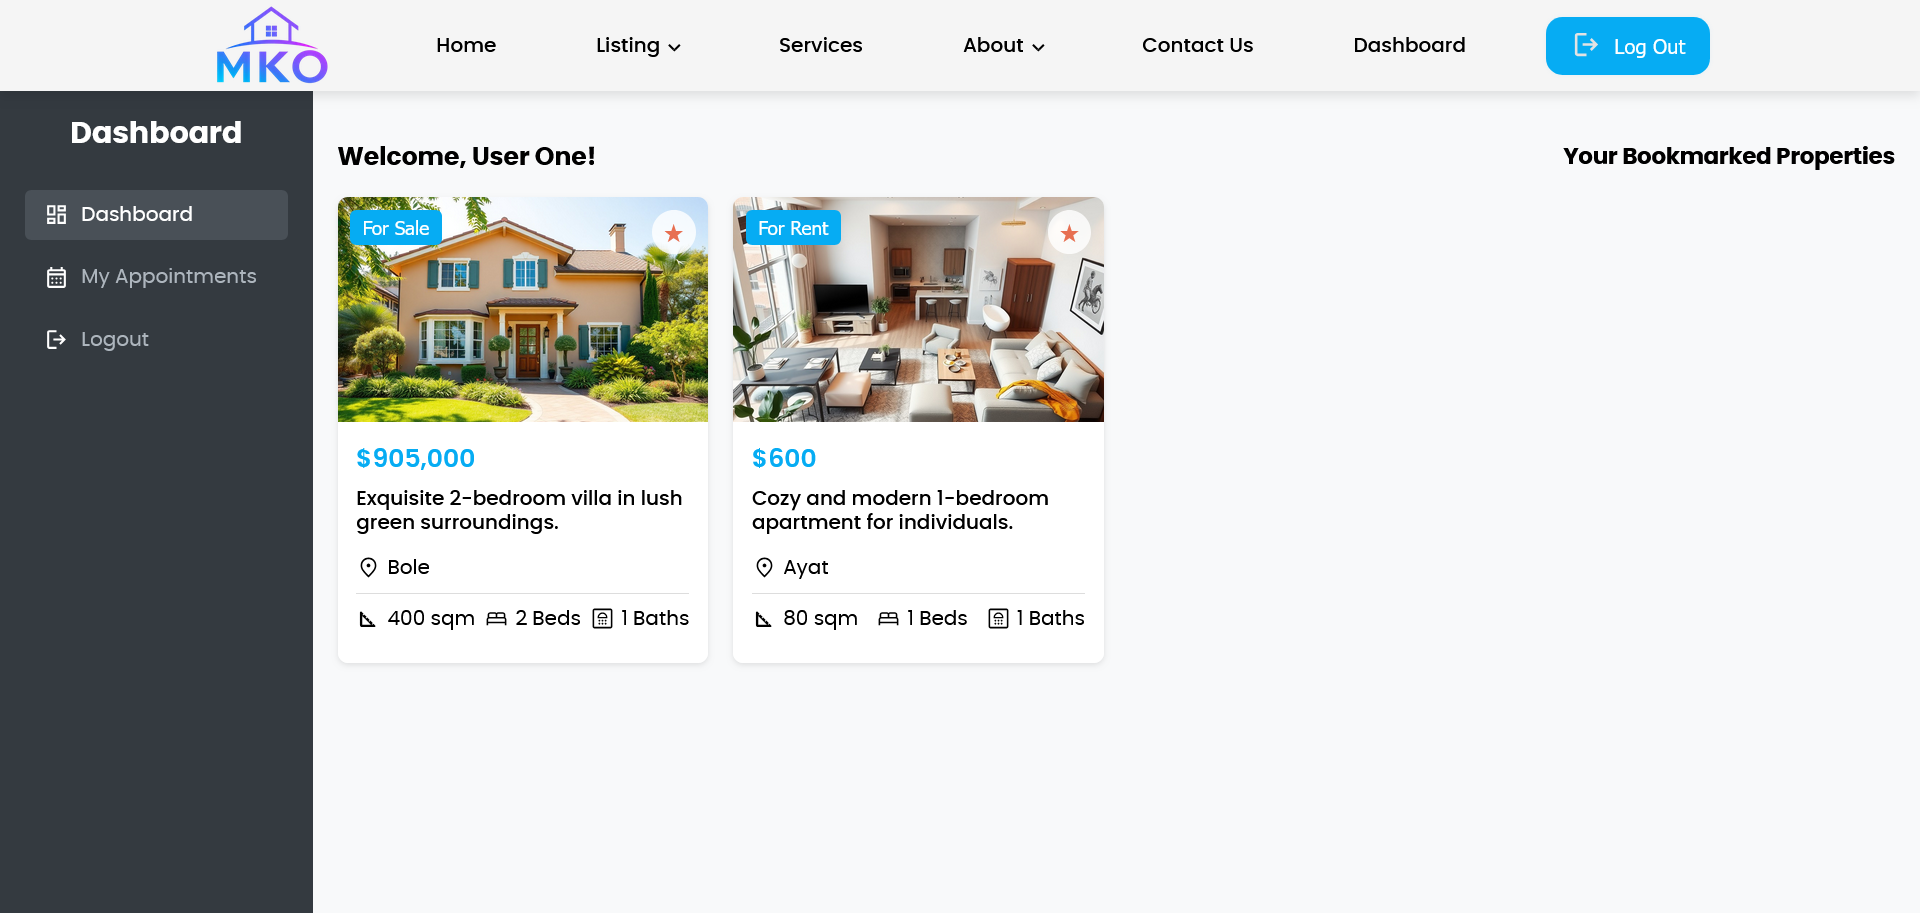 MKO
Home
Listing
Services
About
Contact Us
Dashboard
Log Out
Dashboard
Dashboard
My Appointments
Logout
Welcome, User One!
Your Bookmarked Properties
For Sale
$905,000
Exquisite 2-bedroom villa in lush
green surroundings.
Bole
400 sqm
2 Beds
1 Baths
For Rent
$600
Cozy and modern 1-bedroom
apartment for individuals.
Ayat
80 sqm
1 Beds
1 Baths